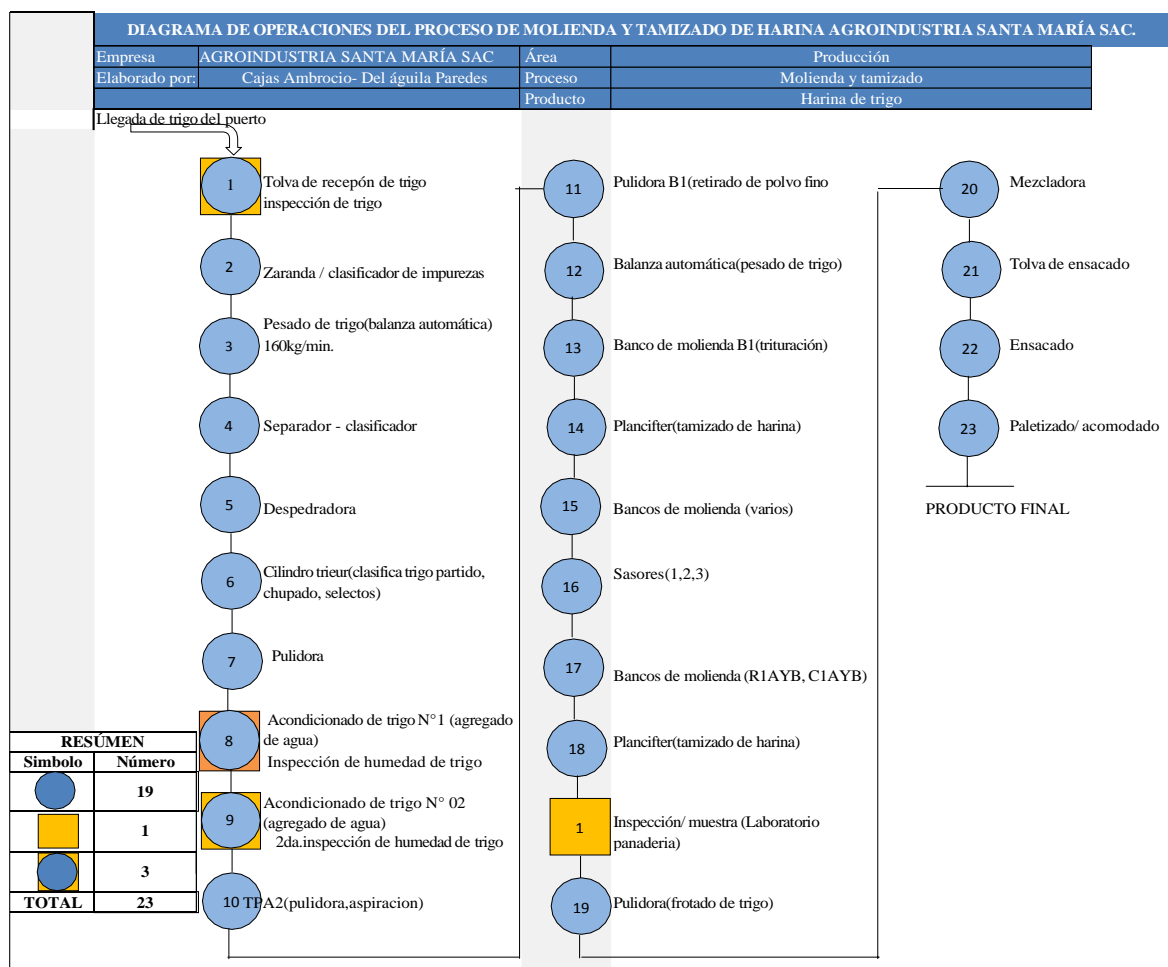 DIAGRAMA DE OPERACIONES DEL PROCESO DE MOLIENDA Y TAMIZADO DE HARINA AGROINDUSTRIA SANTA MARÍA SAC.
Empresa AGROINDUSTRIA SANTA MARÍA SAC Área Producción
Elaborado por: Cajas Ambrocio- Del águila Paredes Proceso Molienda y tamizado
Producto Harina de trigo
Llegada de trigo del puerto
1 Tolva de recepón de trigo
inspección de trigo
2 Zaranda / clasificador de impurezas
Pesado de trigo(balanza automática)
3 160kg/min.
4 Separador - clasificador
5 Despedradora
6 Cilindro trieur(clasifica trigo partido,
chupado, selectos)
7 Pulidora
8 Acondicionado de trigo N°1 (agregado
de agua)
Inspección de humedad de trigo
9 Acondicionado de trigo N° 02
(agregado de agua)
2da.inspección de humedad de trigo
10 TPA2(pulidora,aspiracion)
11 Pulidora B1(retirado de polvo fino
12 Balanza automática(pesado de trigo)
13 Banco de molienda B1(trituración)
14 Plancifter(tamizado de harina)
15 Bancos de molienda (varios)
16 Sasores(1,2,3)
17 Bancos de molienda (R1AYB, C1AYB)
18 Plancifter(tamizado de harina)
1 Inspección/ muestra (Laboratorio
panaderia)
19 Pulidora(frotado de trigo)
20 Mezcladora
21 Tolva de ensacado
22 Ensacado
23 Paletizado/ acomodado
PRODUCTO FINAL
RESÚMEN
Simbolo Número
19
1
3
TOTAL 23